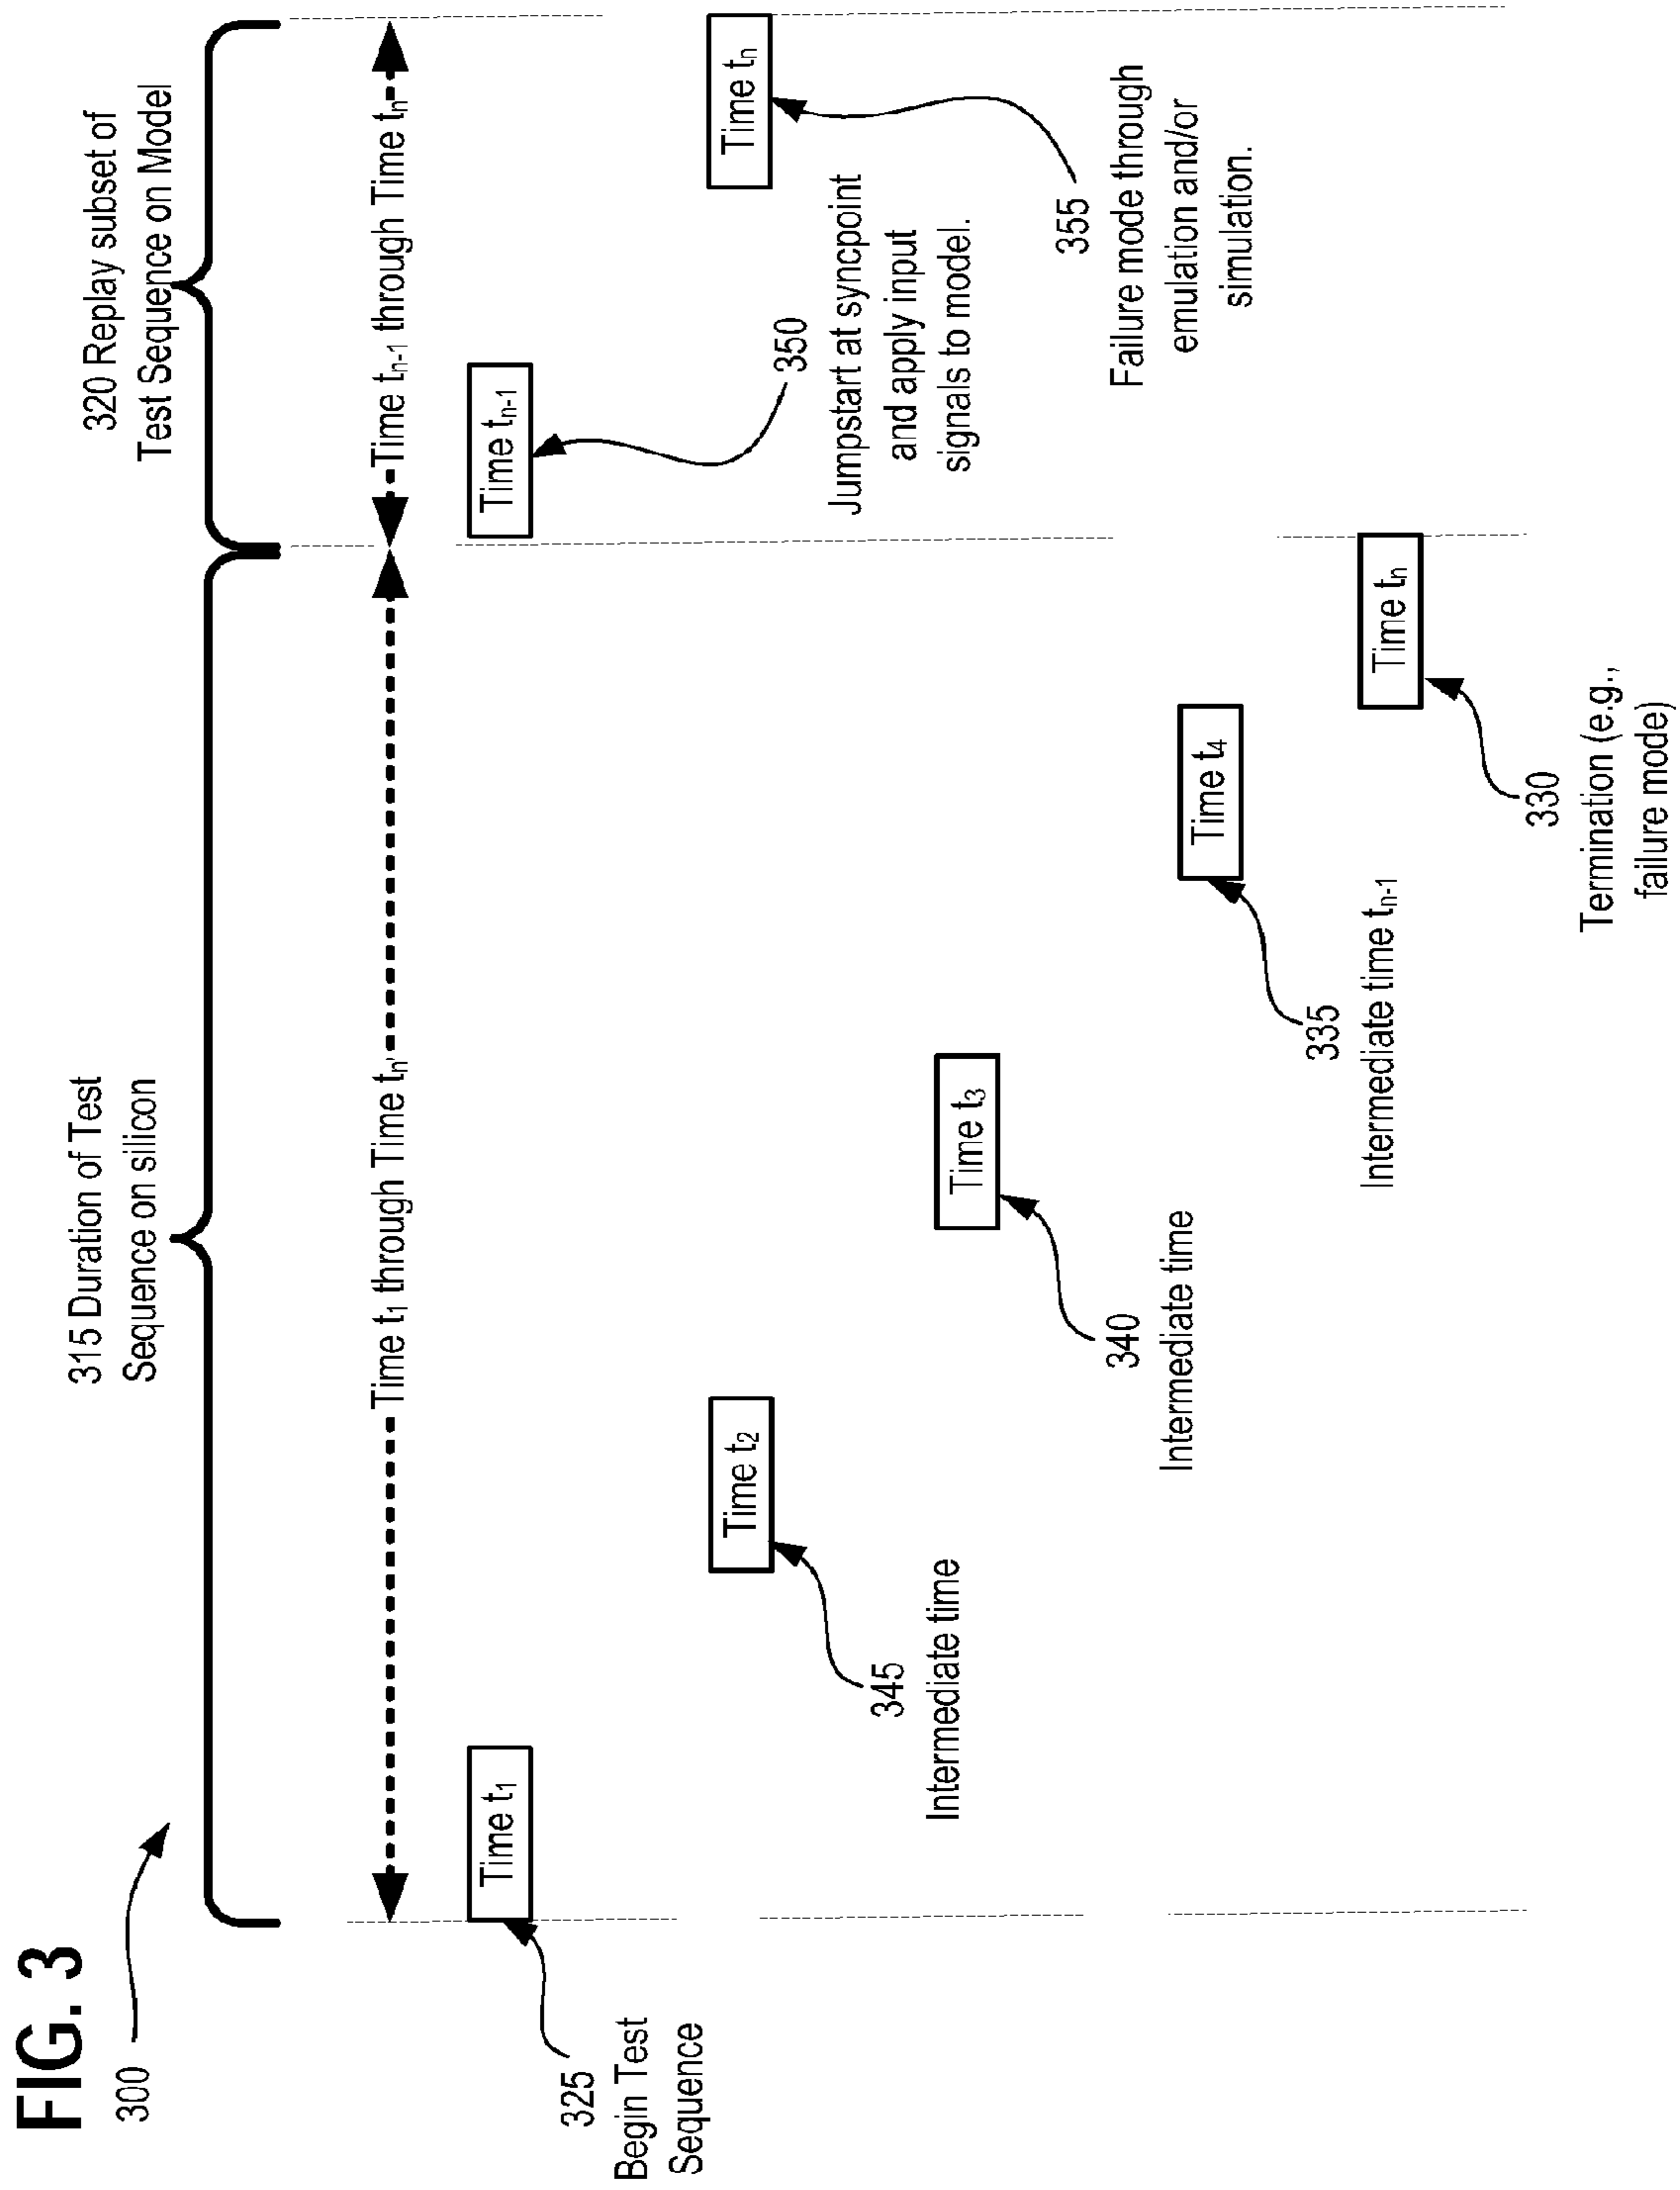 FIG. 3
300
315 Duration of Test
Sequence on silicon
320 Replay subset of
Test Sequence on Model
Time t1 through Time tn
Time tn-1 through Time tn
Time t1
325
Begin Test
Sequence
Time t2
345
Intermediate time
Time t3
340
Intermediate time
Time t4
335
Intermediate time tn-1
Time tn
330
Termination (e.g.,
failure mode)
Time tn-1
350
Jumpstart at syncpoint
and apply input
signals to model.
Time tn
355
Failure mode through
emulation and/or
simulation.